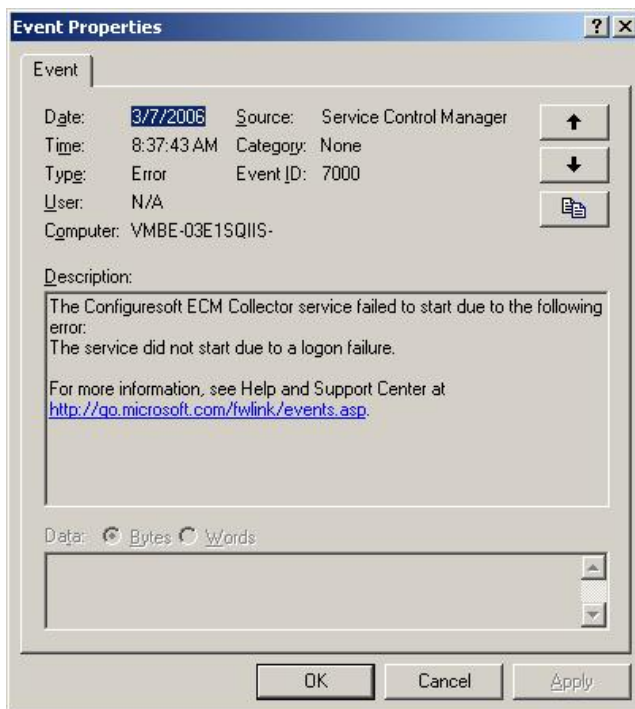 Event Properties
Event
Date: 3/7/2006 Source: Service Control Manager
Time: 8:37:43 AM Category: None
Type: Error Event ID: 7000
User: N/A
Computer: VMBE-03E1SQIIS-
Description:
The Configuresoft ECM Collector service failed to start due to the following
error:
The service did not start due to a logon failure.
For more information, see Help and Support Center at
http://go.microsoft.com/fwlink/events.asp.
Data: Bytes Words
OK Cancel Apply